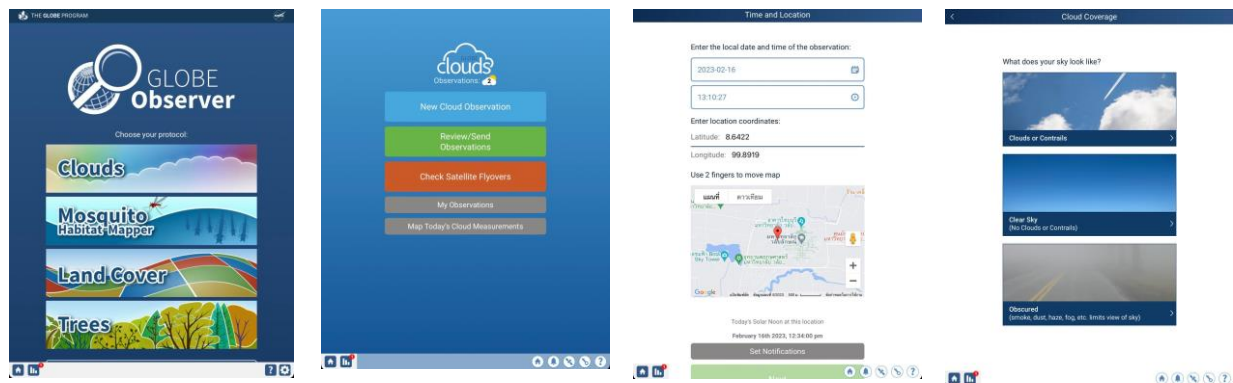 THE GLOBE PROGRAM
GLOBE
Observer
Choose your protocol:
Clouds
Mosquito
Habitat Mapper
Land Cover
Trees
clouds
Observations: 2
New Cloud Observation
Review/Send
Observations
Check Satellite Flyovers
My Observations
Map Today's Cloud Measurements
Time and Location
Enter the local date and time of the observation:
2023-02-16
13:10:27
Enter location coordinates:
Latitude: 8.6422
Longitude: 99.8919
Use 2 fingers to move map
แผนที่ ดาวเทียม
Google
Today's Solar Noon at this location
February 16th 2023, 12:34:00 pm
Set Notifications
Cloud Coverage
What does your sky look like?
Clouds or Contrails
Clear Sky
(No Clouds or Contrails)
Obscured
(smoke, dust, haze, fog, etc. limits view of sky)